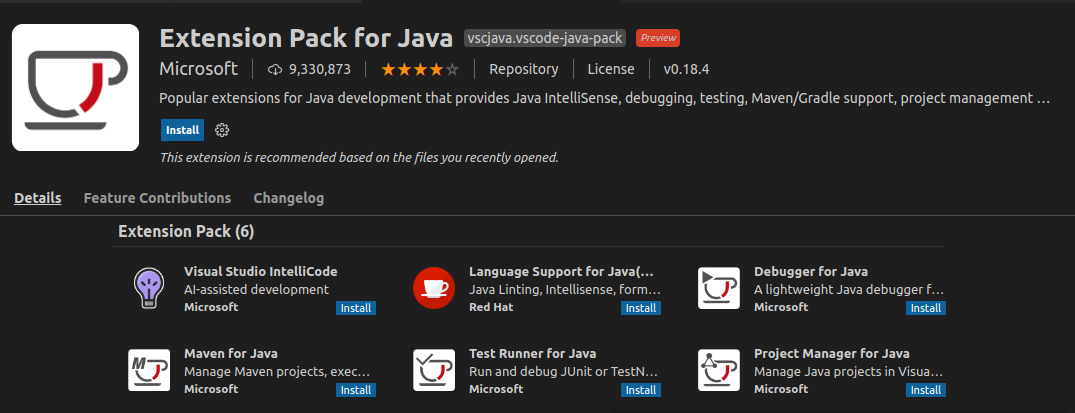 Extension Pack for Java vscjava.vscode-java-pack Preview
Microsoft 9,330,873 Repository License v0.18.4
Popular extensions for Java development that provides Java IntelliSense, debugging, testing, Maven/Gradle support, project management ...
Install
This extension is recommended based on the files you recently opened.
Details Feature Contributions Changelog
Extension Pack (6)
Visual Studio IntelliCode
AI-assisted development
Microsoft Install
Language Support for Java(...
Java Linting, Intellisense, form...
Red Hat Install
Debugger for Java
A lightweight Java debugger f...
Microsoft Install
M
Maven for Java
Manage Maven projects, exec...
Microsoft Install
Test Runner for Java
Run and debug JUnit or TestN...
Microsoft Install
Project Manager for Java
Manage Java projects in Visua...
Microsoft Install